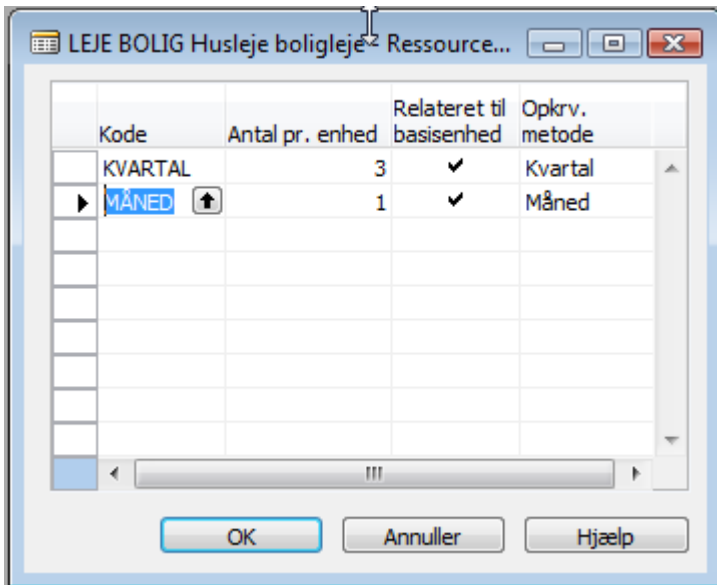 LEJE BOLIG Husleje boligleje - Ressource...
Kode Antal pr. enhed Relateret til basisenhed Opkrv. metode
KVARTAL 3 Kvartal
MÅNED 1 Måned
OK Annuller Hjælp